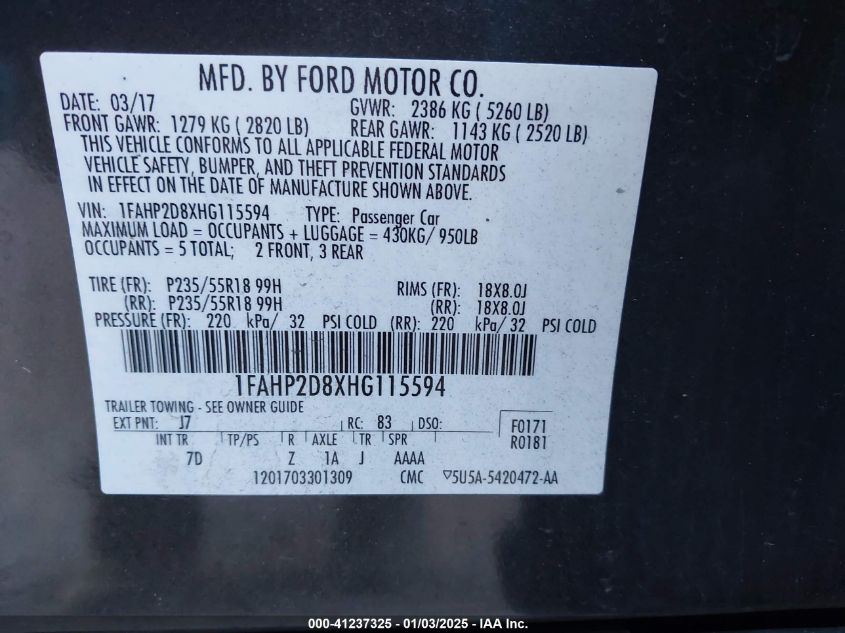 MFD. BY FORD MOTOR CO.
DATE: 03/17 GVWR: 2386 KG ( 5260 LB)
FRONT GAWR: 1279 KG ( 2820 LB) REAR GAWR: 1143 KG ( 2520 LB)
THIS VEHICLE CONFORMS TO ALL APPLICABLE FEDERAL MOTOR
VEHICLE SAFETY, BUMPER, AND THEFT PREVENTION STANDARDS
IN EFFECT ON THE DATE OF MANUFACTURE SHOWN ABOVE.
VIN: 1FAHP2D8XHG115594 TYPE: Passenger Car
MAXIMUM LOAD = OCCUPANTS + LUGGAGE = 430KG/ 950LB
OCCUPANTS = 5 TOTAL; 2 FRONT, 3 REAR
TIRE (FR): P235/55R18 99H RIMS (FR): 18X8.0J
(RR): P235/55R18 99H (RR): 18X8.0J
PRESSURE (FR): 220 kPa/ 32 PSI COLD (RR): 220 kPa/ 32 PSI COLD
1FAHP2D8XHG115594
TRAILER TOWING - SEE OWNER GUIDE
EXT PNT: J7 RC: 83 DSO: F0171
INT TR TP/PS R AXLE TR SPR R0181
7D Z 1A J AAAA
1201703301309 CMC ▽5U5A-5420472-AA
000-41237325 - 01/03/2025 - IAA Inc.